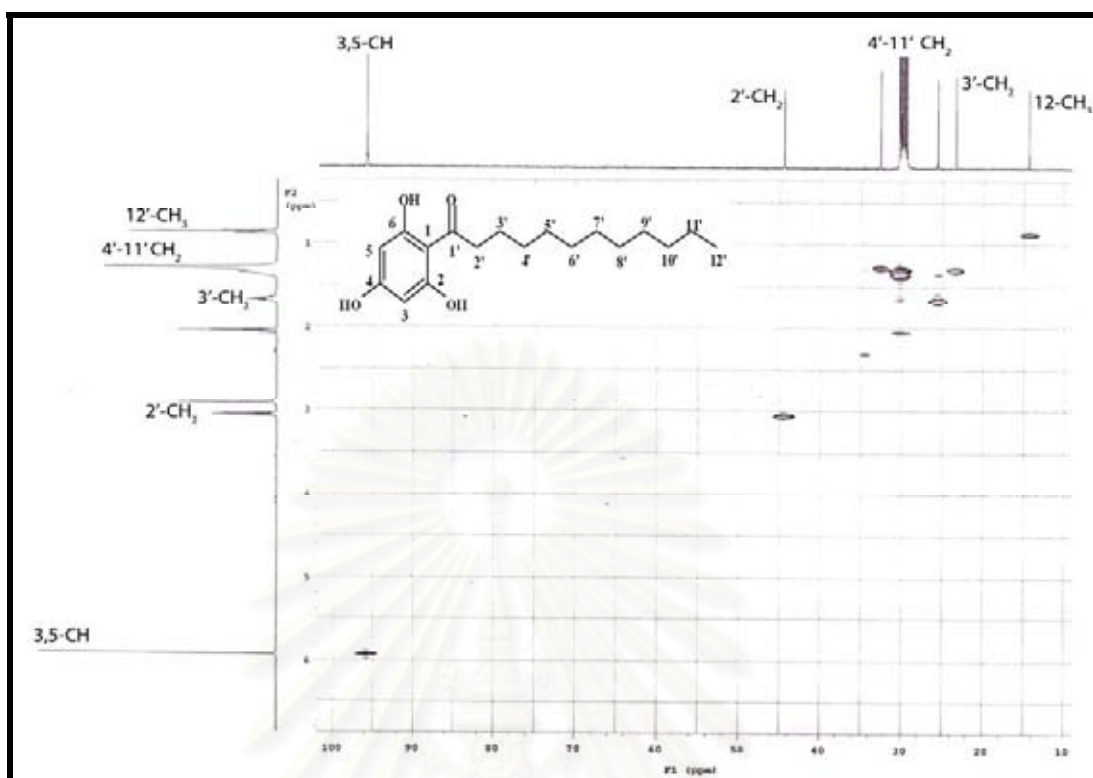 3,5-CH
4'-11' CH₂
2'-CH₂
3'-CH₂
12-CH₃
F2
(ppm)
12'-CH₃
4'-11' CH₂
3'-CH₂
2'-CH₂
3,5-CH
1
2
3
4
5
6
OH
O
6
1
3'
5'
7'
9'
11'
5
1'
2'
4'
6'
8'
10'
12'
4
2
HO
3
OH
100 90 80 70 60 50 40 30 20 10
F1 (ppm)